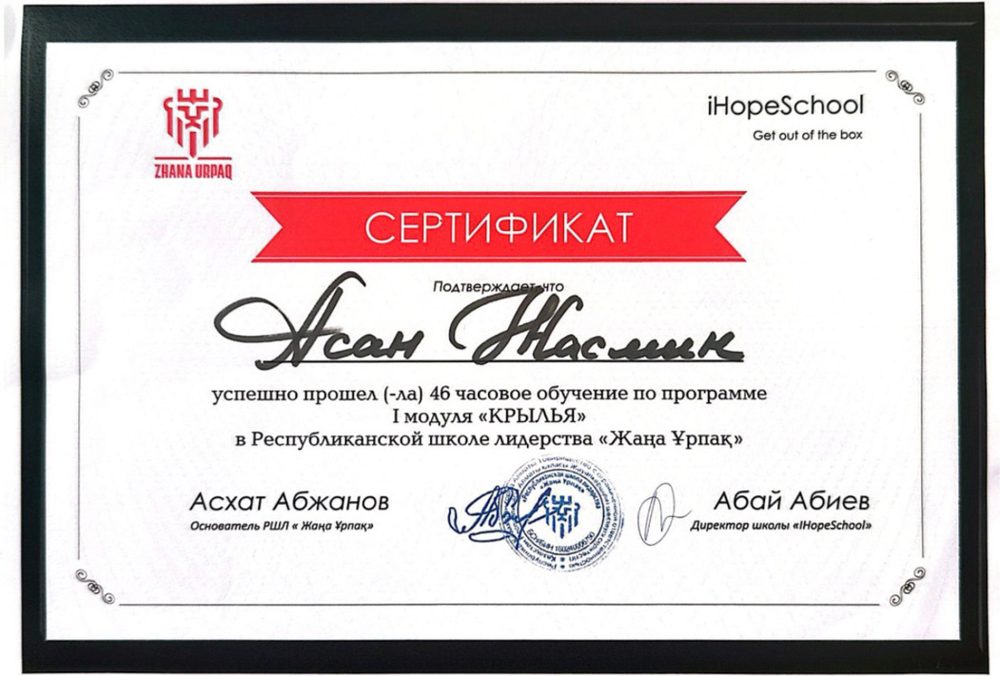 ZHANA URPAQ
iHopeSchool
Get out of the box
СЕРТИФИКАТ
Подтверждает, что
Асан Жасмин
успешно прошел (-ла) 46 часовое обучение по программе
I модуля «КРЫЛЬЯ»
в Республиканской школе лидерства «Жаңа Ұрпақ»
Асхат Абжанов
Основатель РШЛ « Жаңа Ұрпақ»
Абай Абиев
Директор школы «IHopeSchool»